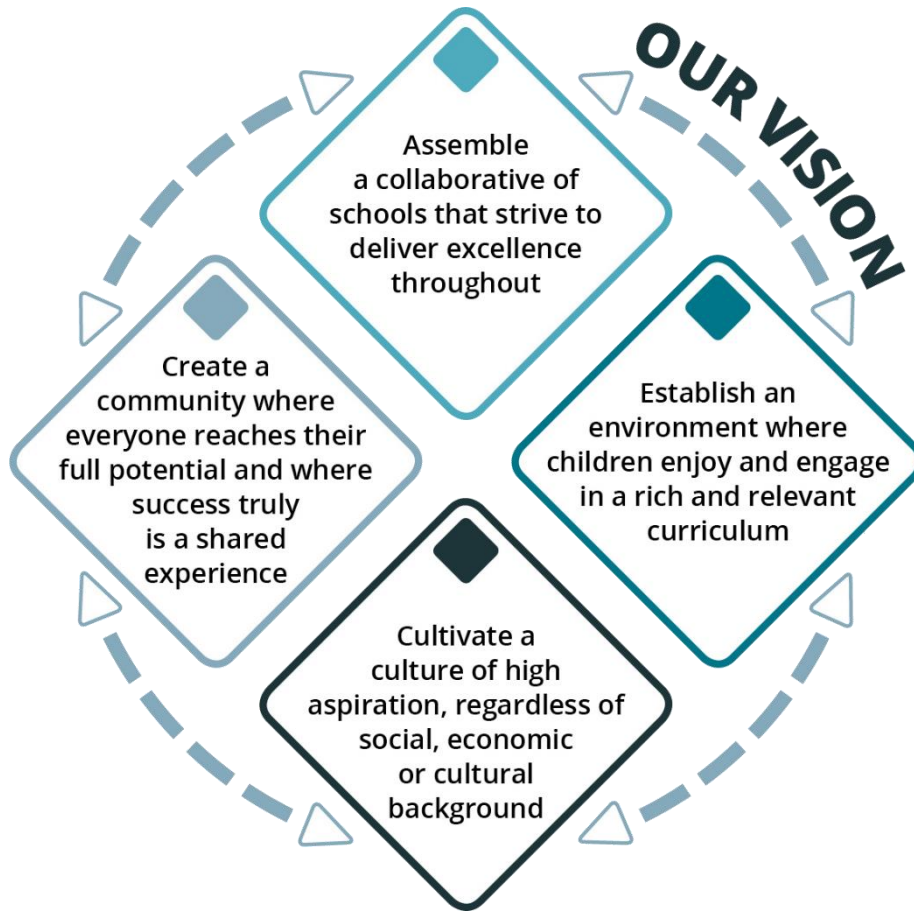 OUR VISION
Assemble
a collaborative of
schools that strive to
deliver excellence
throughout
Create a
community where
everyone reaches their
full potential and where
success truly
is a shared
experience
Establish an
environment where
children enjoy and engage
in a rich and relevant
curriculum
Cultivate a
culture of high
aspiration, regardless of
social, economic
or cultural
background